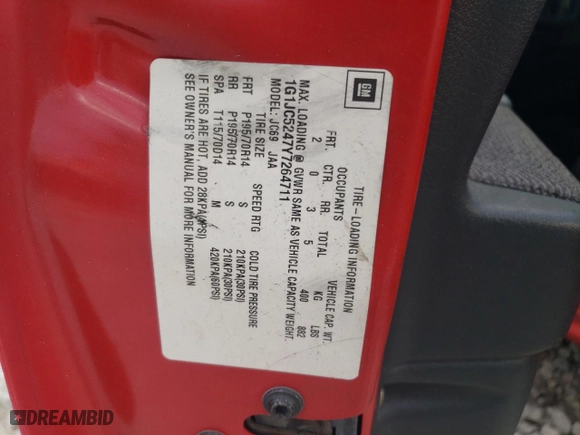 GM
TIRE-LOADING INFORMATION
OCCUPANTS VEHICLE CAP. WT.
FRT. CTR. RR. TOTAL KG LBS
2 0 3 5 400 882
MAX. LOADING @ GVWR SAME AS VEHICLE CAPACITY WEIGHT.
1G1JC5247Y7264711
MODEL: JC69 JAA
TIRE SIZE SPEED RTG COLD TIRE PRESSURE
FRT P195/70R14 S 210KPA(30PSI)
RR P195/70R14 S 210KPA(30PSI)
SPA T115/70D14 M 420KPA(60PSI)
IF TIRES ARE HOT, ADD 28KPA(4PSI)
SEE OWNER'S MANUAL FOR MORE INFORMATION
DREAMBID